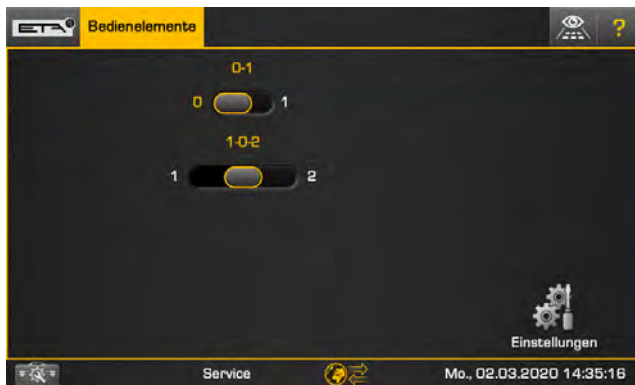 ETA Bedienelemente ?
0-1
0 1
1-0-2
1 2
Einstellungen
Service Mo., 02.03.2020 14:35:16